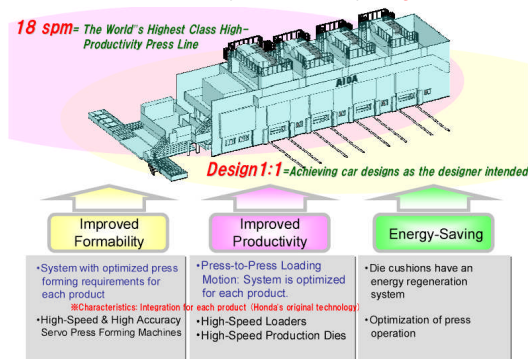 18 spm= The World"s Highest Class High-
Productivity Press Line
AIDA
Design1:1=Achieving car designs as the designer intended
Improved
Formability
Improved
Productivity
Energy-Saving
•System with optimized press
forming requirements for
each product
•Press-to-Press Loading
Motion: System is optimized
for each product.
•Die cushions have an
energy regeneration
system
※Characteristics: Integration for each product (Honda's original technology)
•High-Speed & High Accuracy
Servo Press Forming Machines
•High-Speed Loaders
•High-Speed Production Dies
•Optimization of press
operation